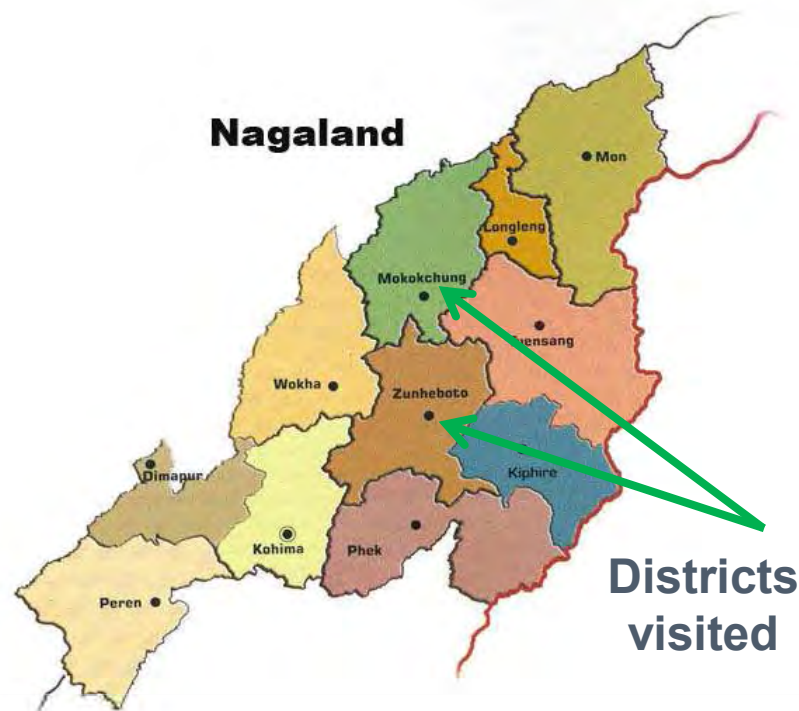 Nagaland
Mon
Longleng
Mokokchung
Wokha
Zunheboto
Kiphire
Dimapur
Kohima
Phek
Peren
Districts
visited